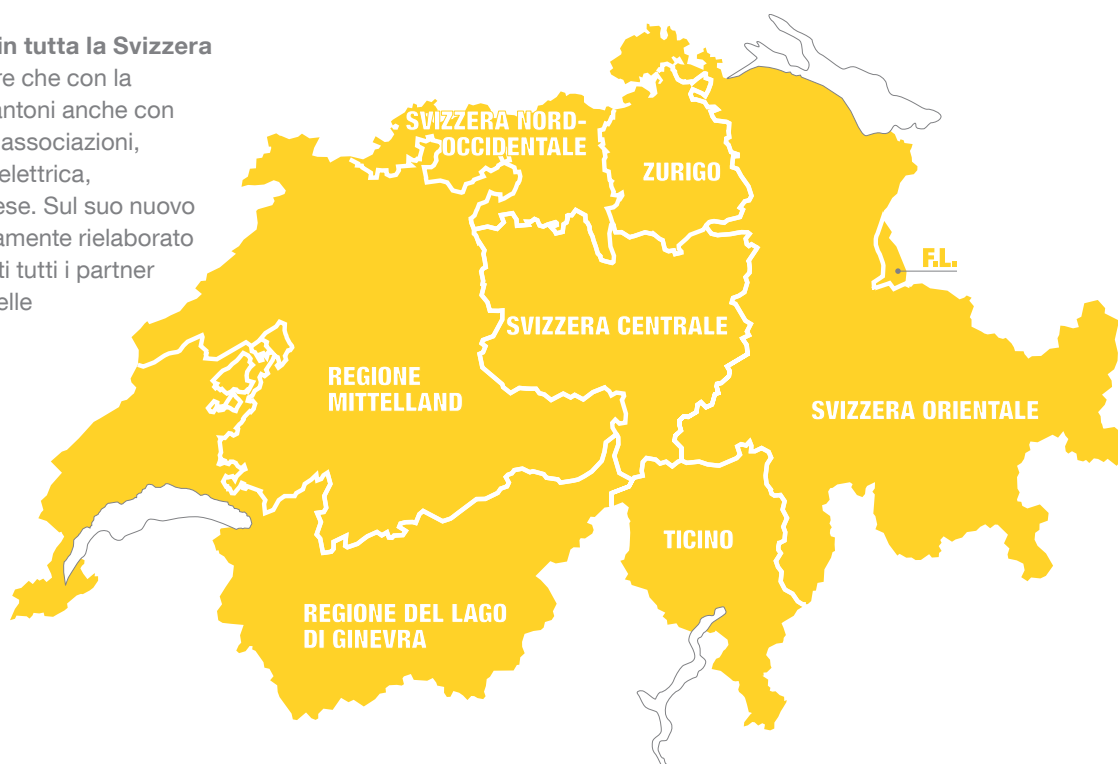 in tutta la Svizzera
re che con la
antoni anche con
associazioni,
elettrica,
ese. Sul suo nuovo
amente rielaborato
ti tutti i partner
elle
SVIZZERA NORD-
OCCIDENTALE
ZURIGO
F.L.
SVIZZERA CENTRALE
REGIONE
MITTELLAND
SVIZZERA ORIENTALE
TICINO
REGIONE DEL LAGO
DI GINEVRA